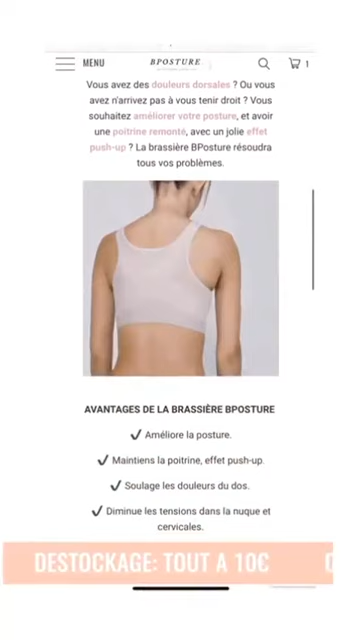 MENU
BPOSTURE
1
Vous avez des douleurs dorsales ? Ou vous
avez n'arrivez pas à vous tenir droit ? Vous
souhaitez améliorer votre posture, et avoir
une poitrine remonté, avec un jolie effet
push-up ? La brassière BPosture résoudra
tous vos problèmes.
AVANTAGES DE LA BRASSIÈRE BPOSTURE
✔ Améliore la posture.
✔ Maintiens la poitrine, effet push-up.
✔ Soulage les douleurs du dos.
✔ Diminue les tensions dans la nuque et
cervicales.
DESTOCKAGE: TOUT A 10€